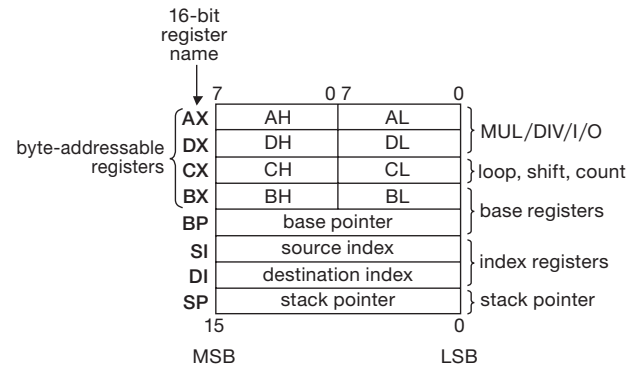 16-bit
register
name
7 0 7 0
AX AH AL
DX DH DL MUL/DIV/I/O
byte-addressable
registers
CX CH CL loop, shift, count
BX BH BL
base registers
BP base pointer
SI source index
index registers
DI destination index
SP stack pointer stack pointer
15 0
MSB LSB